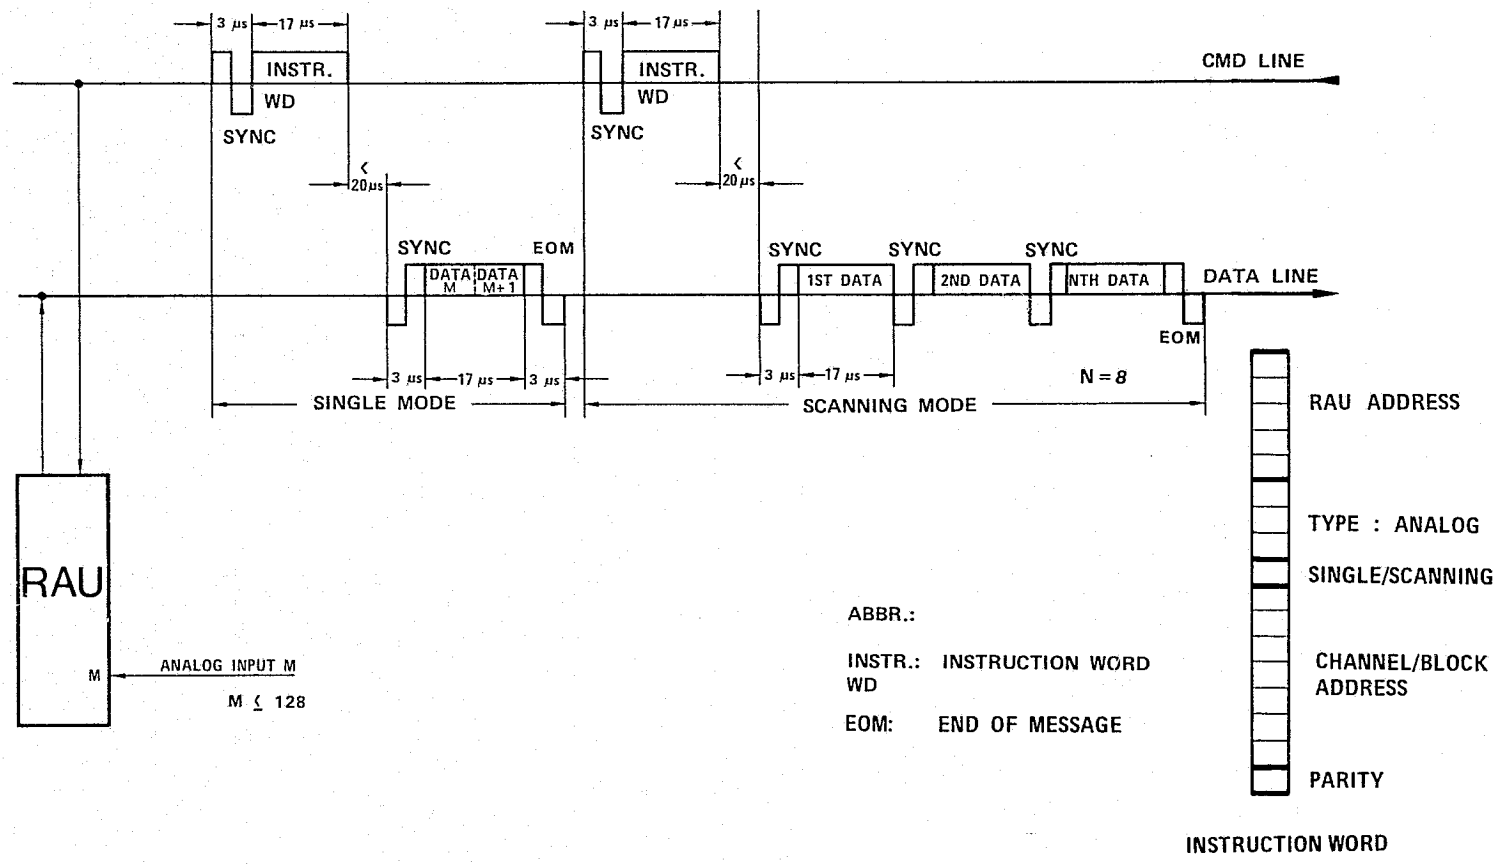 3 µs 17 µs 3 µs 17 µs
INSTR. INSTR. CMD LINE
WD WD
SYNC SYNC
< <
20 µs 20 µs
SYNC EOM SYNC SYNC SYNC
DATA DATA 1ST DATA 2ND DATA NTH DATA DATA LINE
M M+1
EOM
3 µs 17 µs 3 µs 3 µs 17 µs N = 8
SINGLE MODE SCANNING MODE
RAU ADDRESS
TYPE : ANALOG
SINGLE/SCANNING
CHANNEL/BLOCK
ADDRESS
PARITY
INSTRUCTION WORD
RAU
M ANALOG INPUT M
M ≤ 128
ABBR.:
INSTR.: INSTRUCTION WORD
WD
EOM: END OF MESSAGE